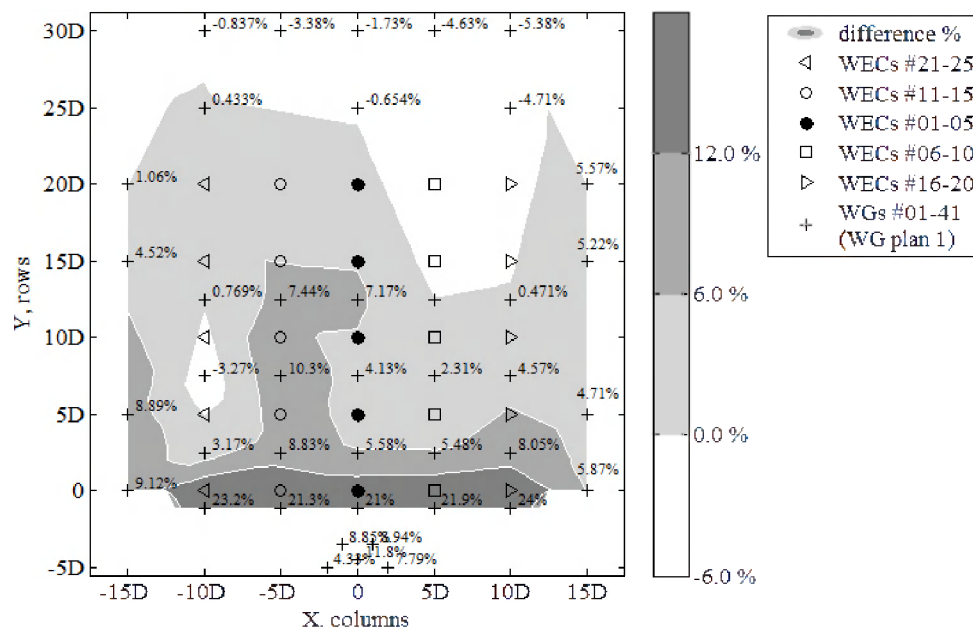 30D
-0.837%
-3.38%
-1.73%
-4.63%
-5.38%
difference %
WECs #21-25
WECs #11-15
WECs #01-05
WECs #06-10
WECs #16-20
WGs #01-41
(WG plan 1)
25D
0.433%
-0.654%
-4.71%
12.0 %
20D
1.06%
5.57%
15D
4.52%
5.22%
0.769%
7.44%
7.17%
0.471%
6.0 %
Y, rows
10D
-3.27%
10.3%
4.13%
2.31%
4.57%
5D
8.89%
4.71%
0.0 %
3.17%
8.83%
5.58%
5.48%
8.05%
5.87%
0
9.12%
23.2%
21.3%
21%
21.9%
24%
8.85%
8.94%
11.8%
-5D
4.33%
7.79%
-6.0 %
-15D
-10D
-5D
0
5D
10D
15D
X, columns